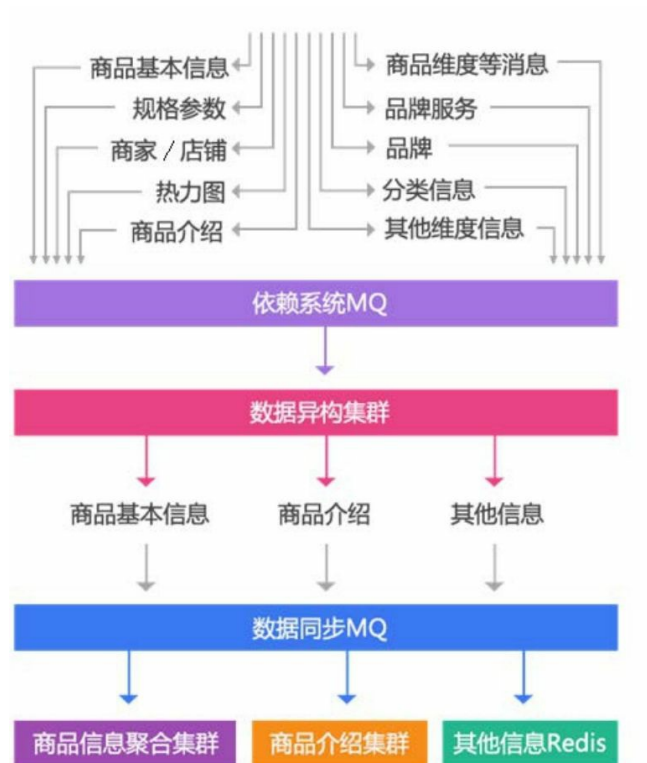 商品基本信息
商品维度等消息
规格参数
品牌服务
商家/店铺
品牌
热力图
分类信息
商品介绍
其他维度信息
依赖系统MQ
数据异构集群
商品基本信息
商品介绍
其他信息
数据同步MQ
商品信息聚合集群
商品介绍集群
其他信息Redis